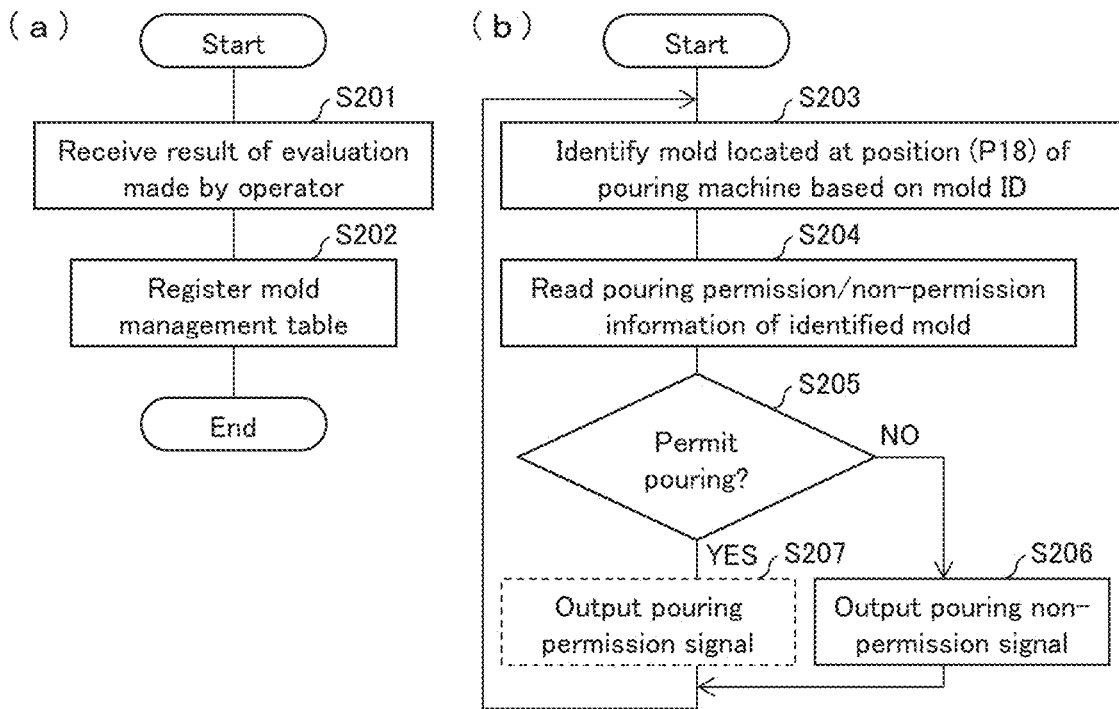 (a)
Start
S201
Receive result of evaluation
made by operator
S202
Register mold
management table
End
(b)
Start
S203
Identify mold located at position (P18) of
pouring machine based on mold ID
S204
Read pouring permission/non-permission
information of identified mold
S205
Permit
pouring?
NO
YES
S207
Output pouring
permission signal
S206
Output pouring non-
permission signal